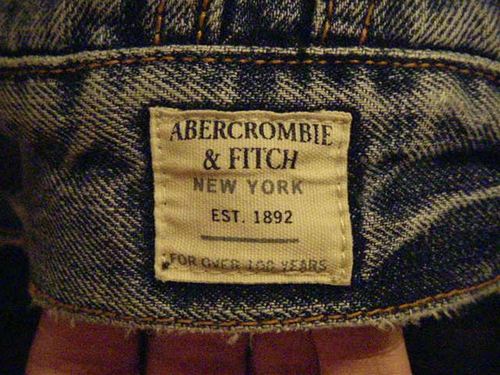 ABERCROMBIE
& FITCH
NEW YORK
EST. 1892
FOR OVER 100 YEARS